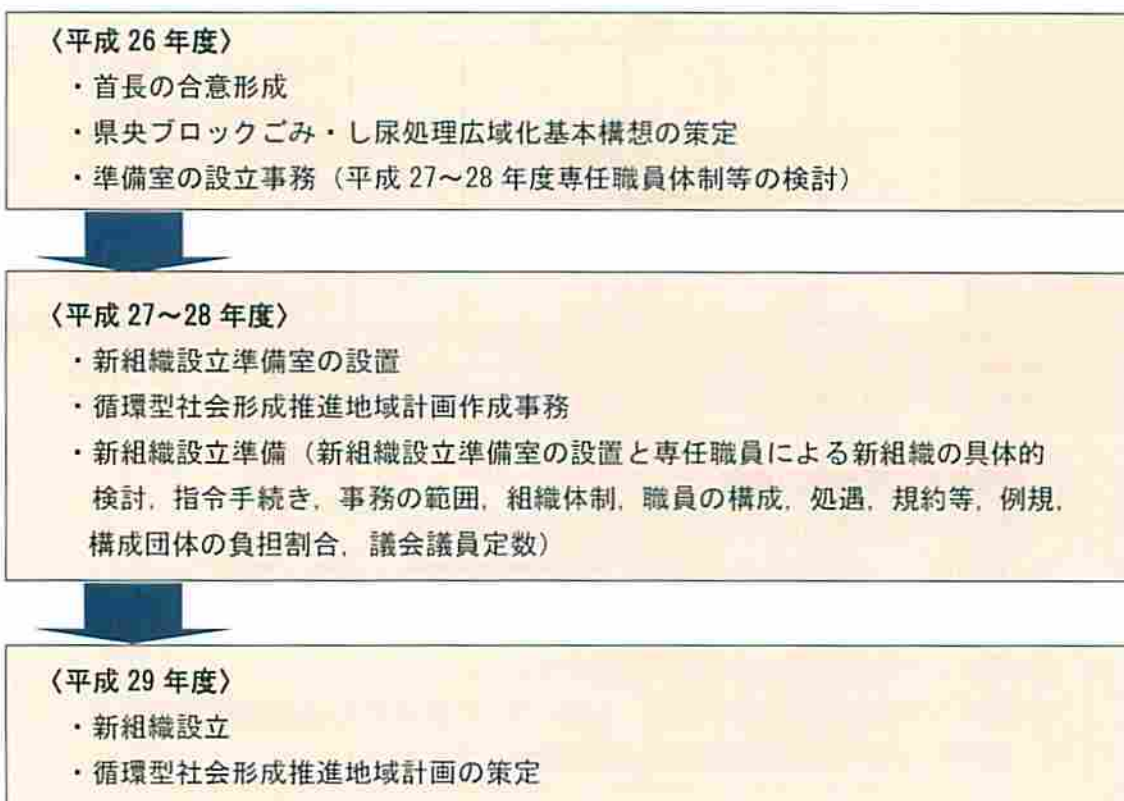 〈平成 26 年度〉
・首長の合意形成
・県央ブロックごみ・し尿処理広域化基本構想の策定
・準備室の設立事務（平成 27～28 年度専任職員体制等の検討）
〈平成 27～28 年度〉
・新組織設立準備室の設置
・循環型社会形成推進地域計画作成事務
・新組織設立準備（新組織設立準備室の設置と専任職員による新組織の具体的
検討，指令手続き，事務の範囲，組織体制，職員の構成，処遇，規約等，例規，
構成団体の負担割合，議会議員定数）
〈平成 29 年度〉
・新組織設立
・循環型社会形成推進地域計画の策定